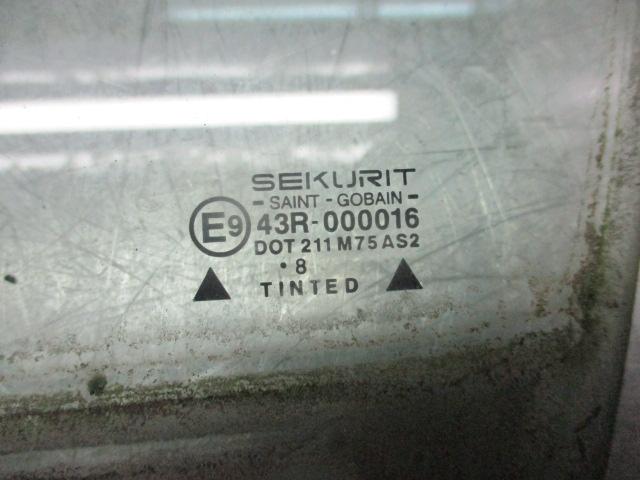 SEKURIT
- SAINT - GOBAIN -
E9 43R-000016
DOT 211 M75 AS2
.8
TINTED